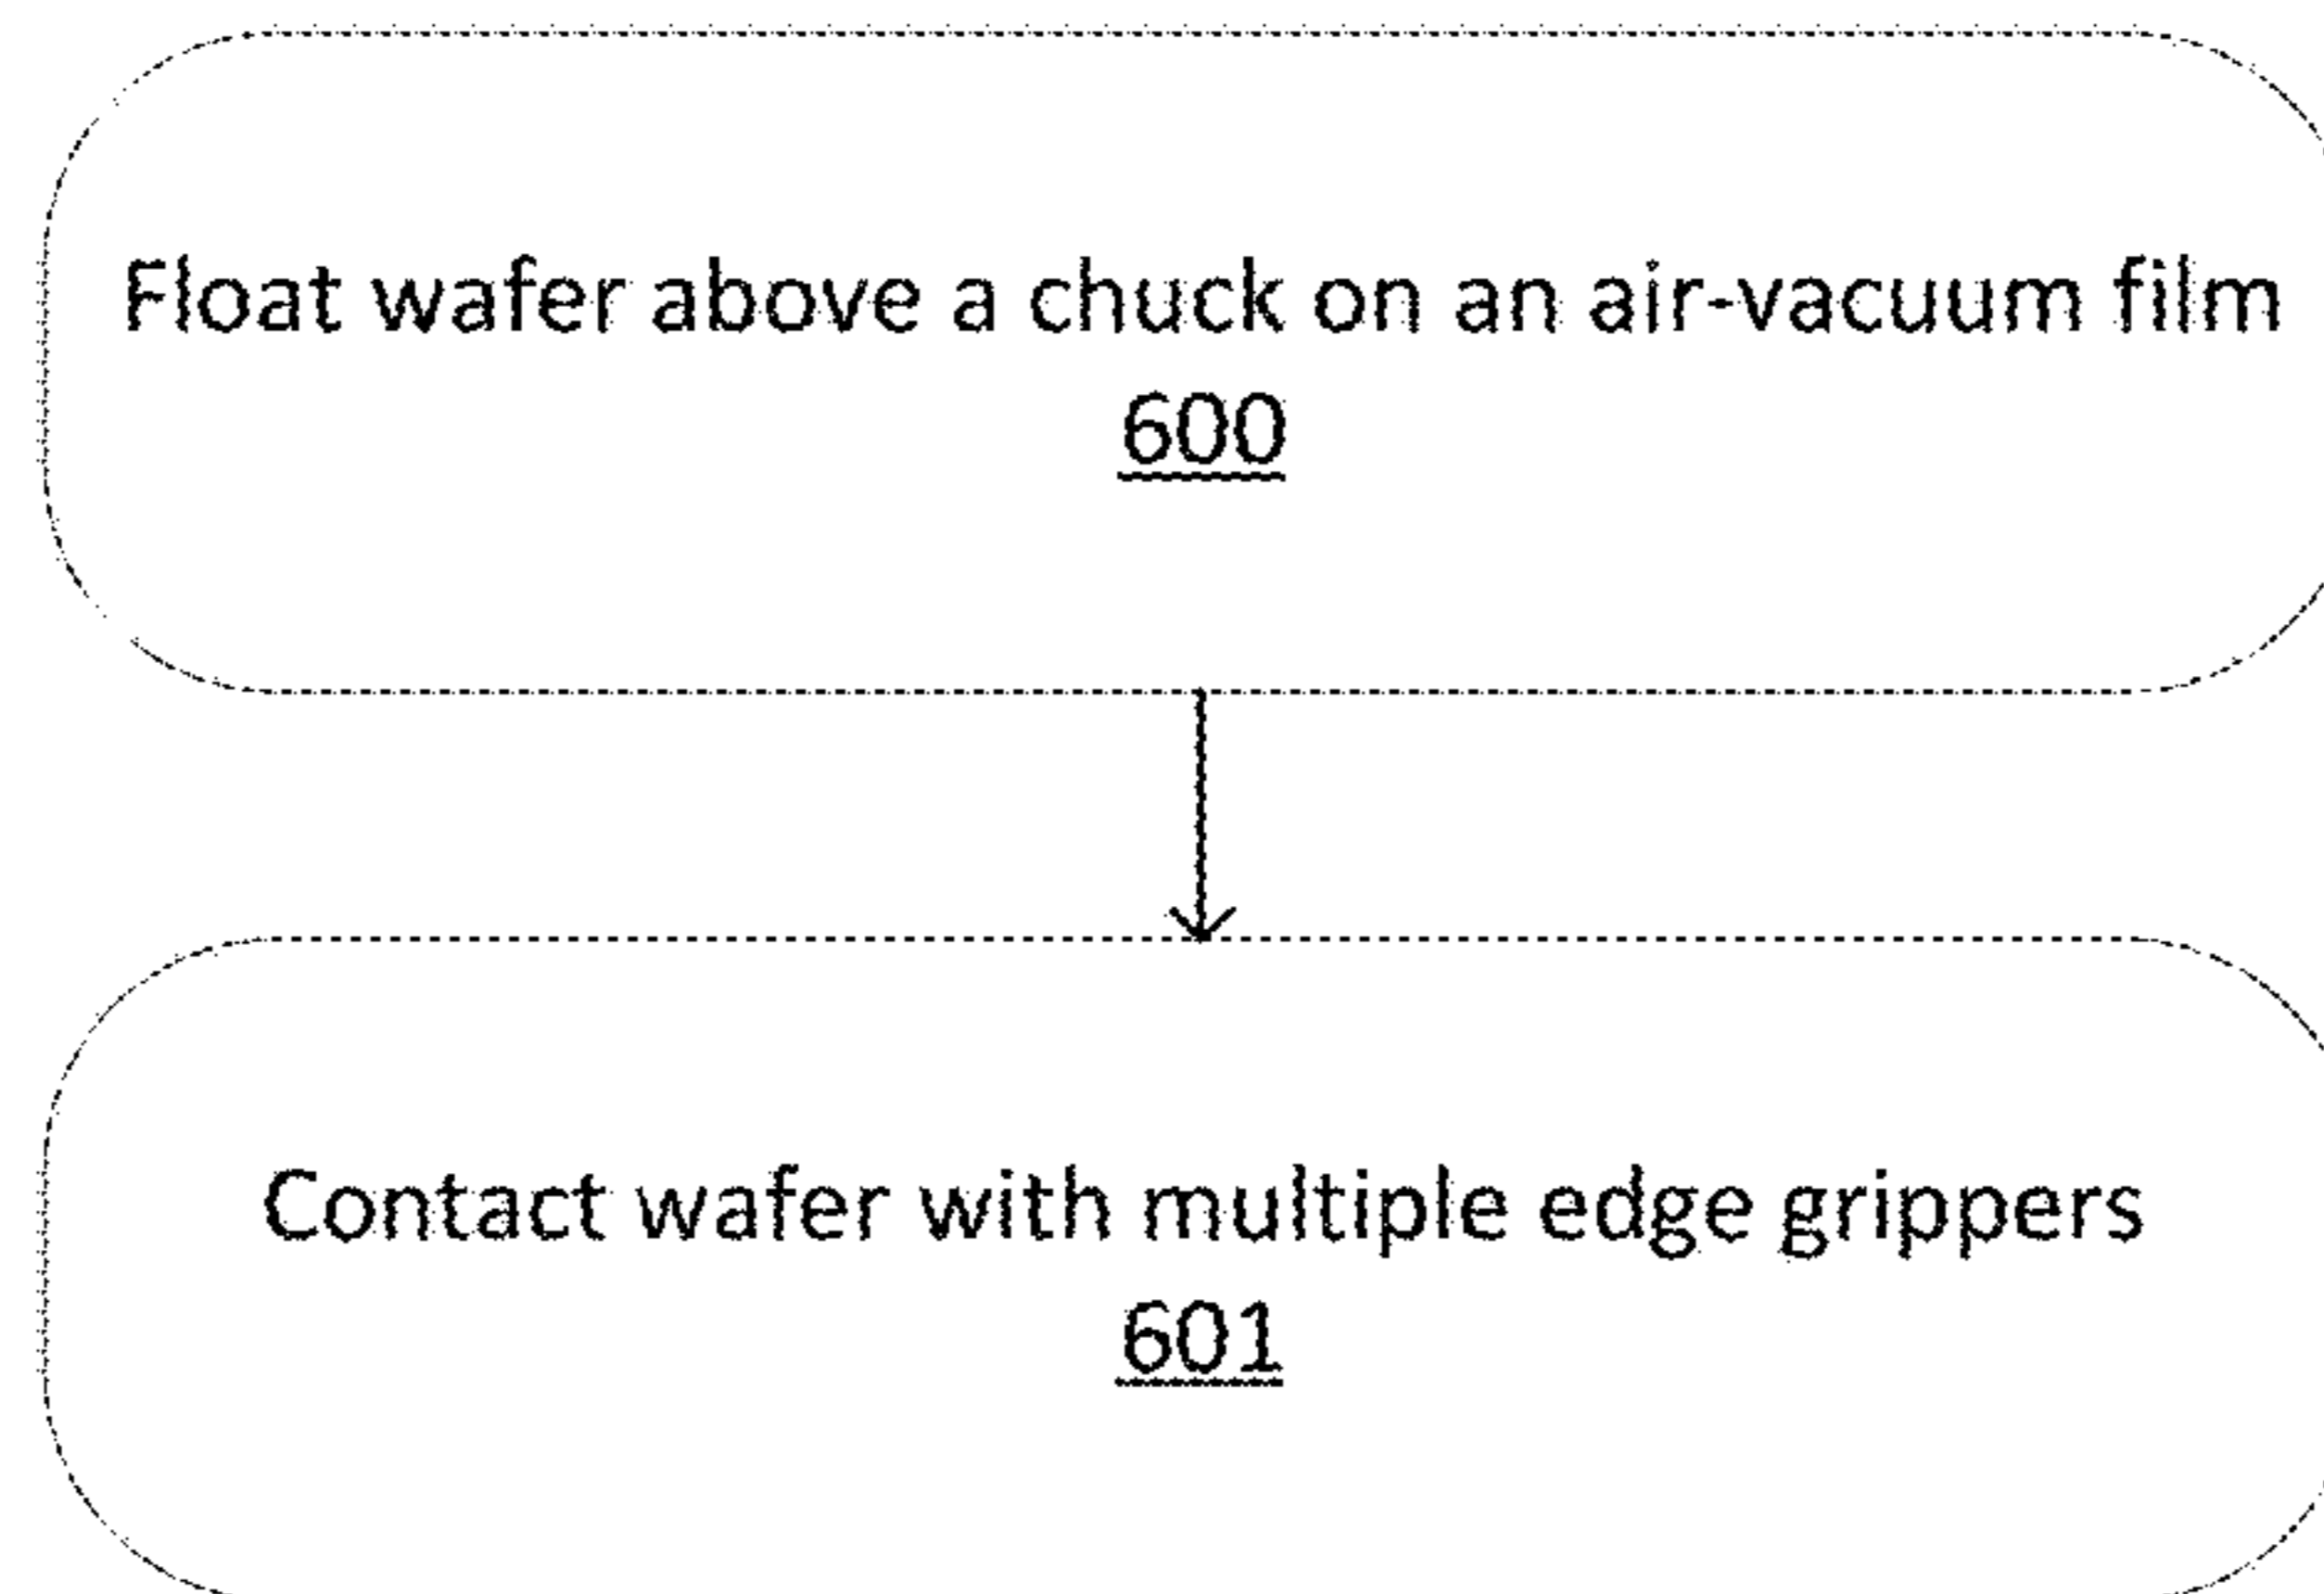 Float wafer above a chuck on an air-vacuum film
600
Contact wafer with multiple edge grippers
601